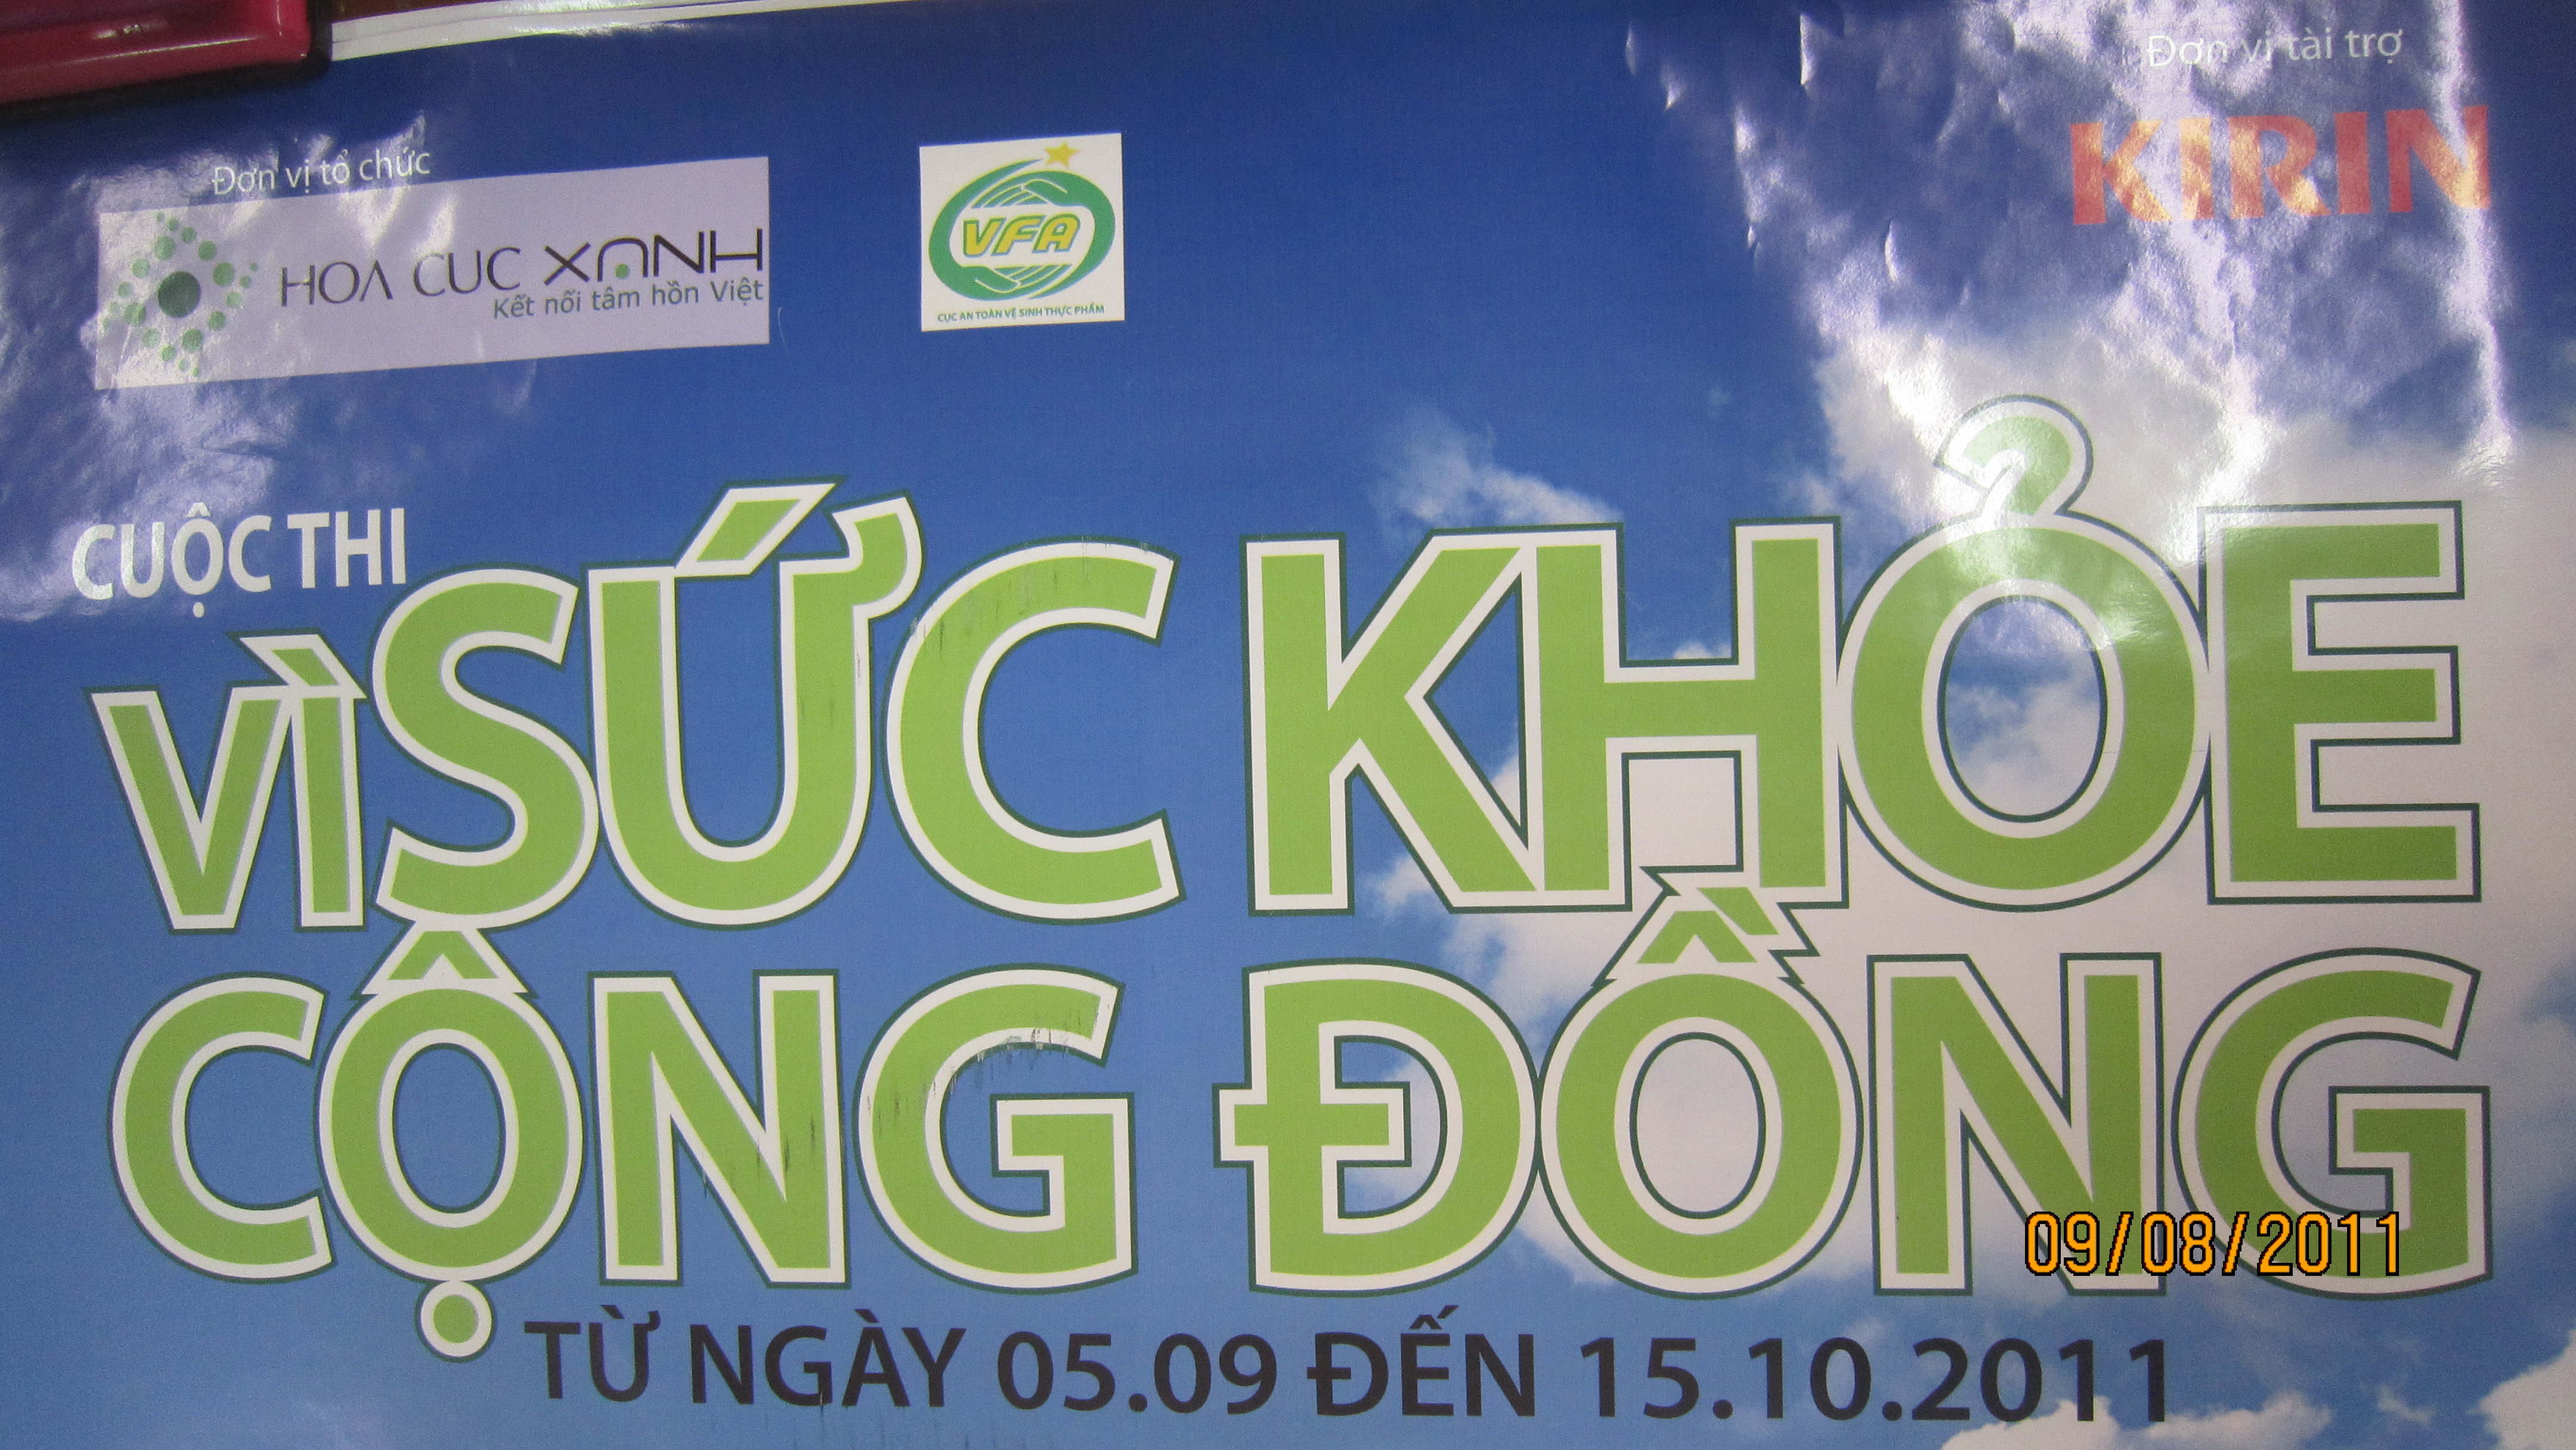 Đơn vị tài trợ
KIRIN
Đơn vị tổ chức
HOA CUC XANH
Kết nối tâm hồn Việt
VFA
CỤC AN TOÀN VỆ SINH THỰC PHẨM
CUỘC THI
VÌ SỨC KHỎE
CỘNG ĐỒNG
TỪ NGÀY 05.09 ĐẾN 15.10.2011
09/08/2011